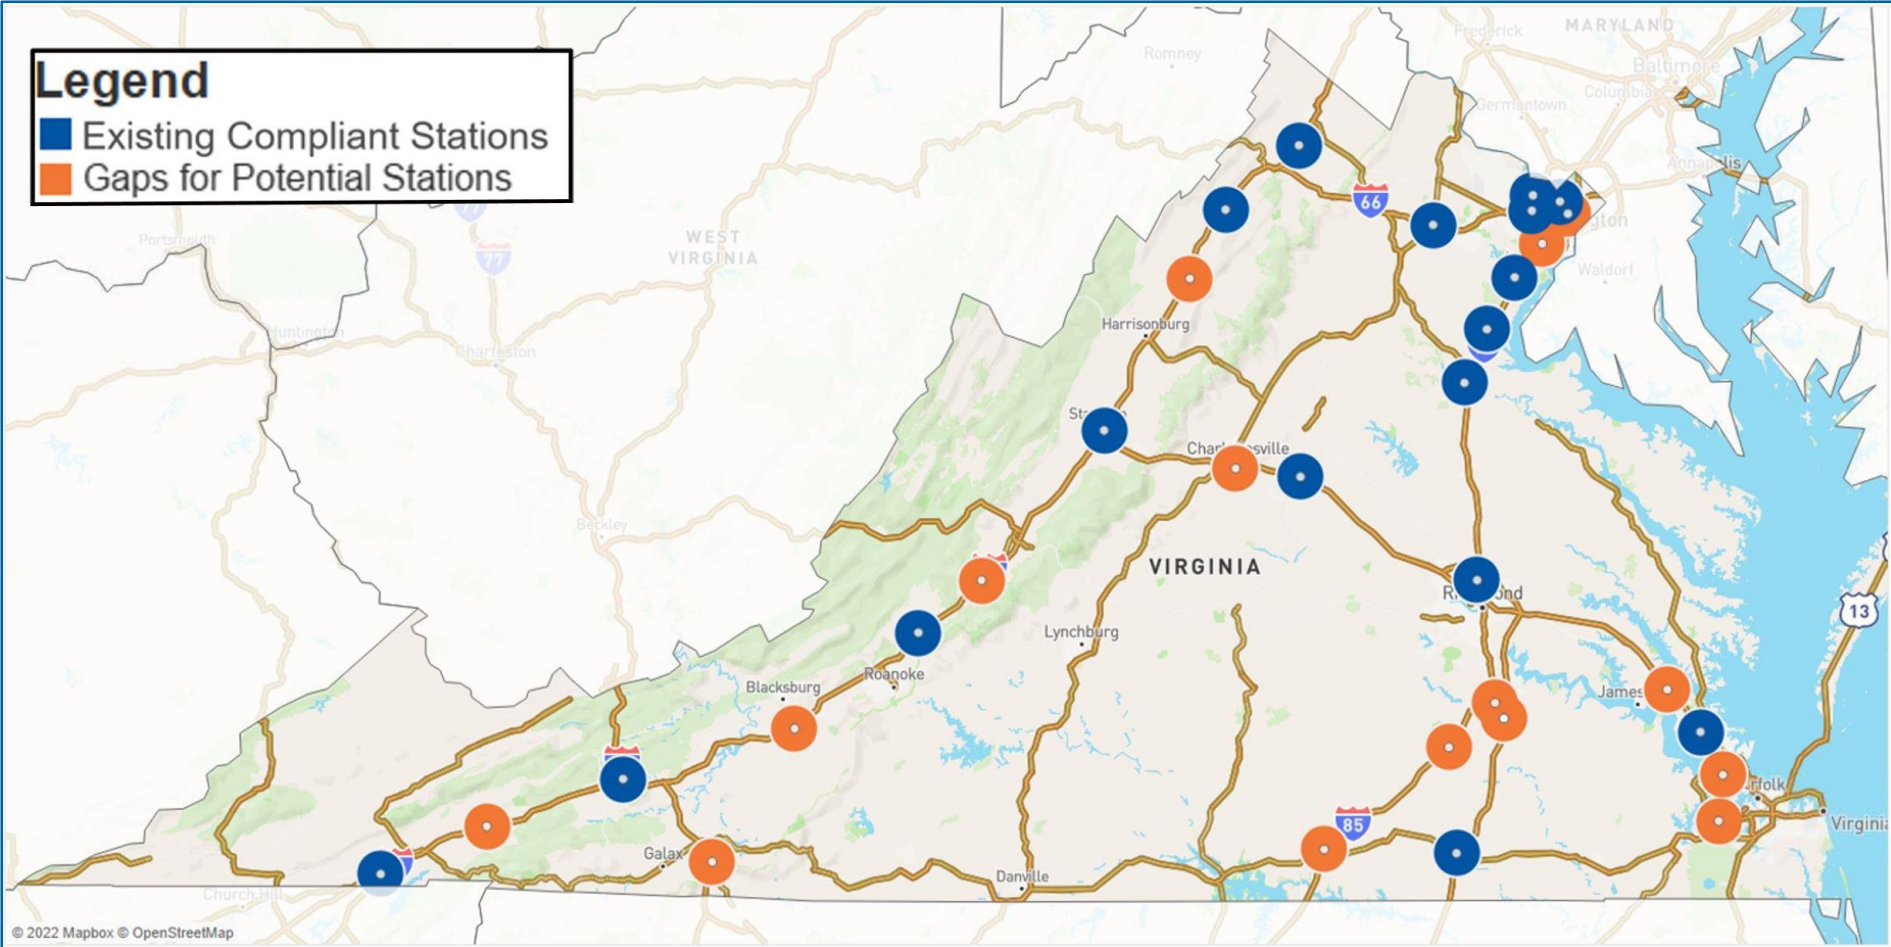 Legend
Existing Compliant Stations
Gaps for Potential Stations
MARYLAND
Frederick
Romney
Baltimore
Columbia
Germantown
Annapolis
66
Portsmouth
77
77
WEST
VIRGINIA
Waldorf
Huntington
Charleston
Harrisonburg
Beckley
VIRGINIA
13
Lynchburg
Roanoke
Blacksburg
85
Galax
Danville
Church Hill
© 2022 Mapbox © OpenStreetMap